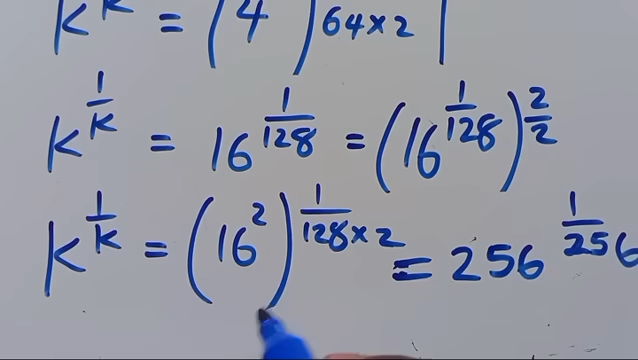 K^K = (4)^64×2
K^(1/K) = 16^(1/128) = (16^(1/128))^(2/2)
K^(1/K) = (16^2)^(1/(128×2)) = 256^(1/256)